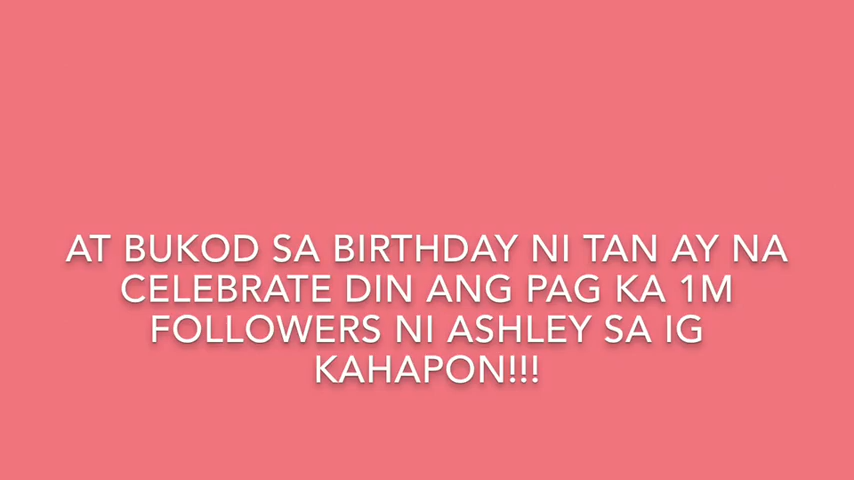 AT BUKOD SA BIRTHDAY NI TAN AY NA
CELEBRATE DIN ANG PAG KA 1M
FOLLOWERS NI ASHLEY SA IG
KAHAPON!!!